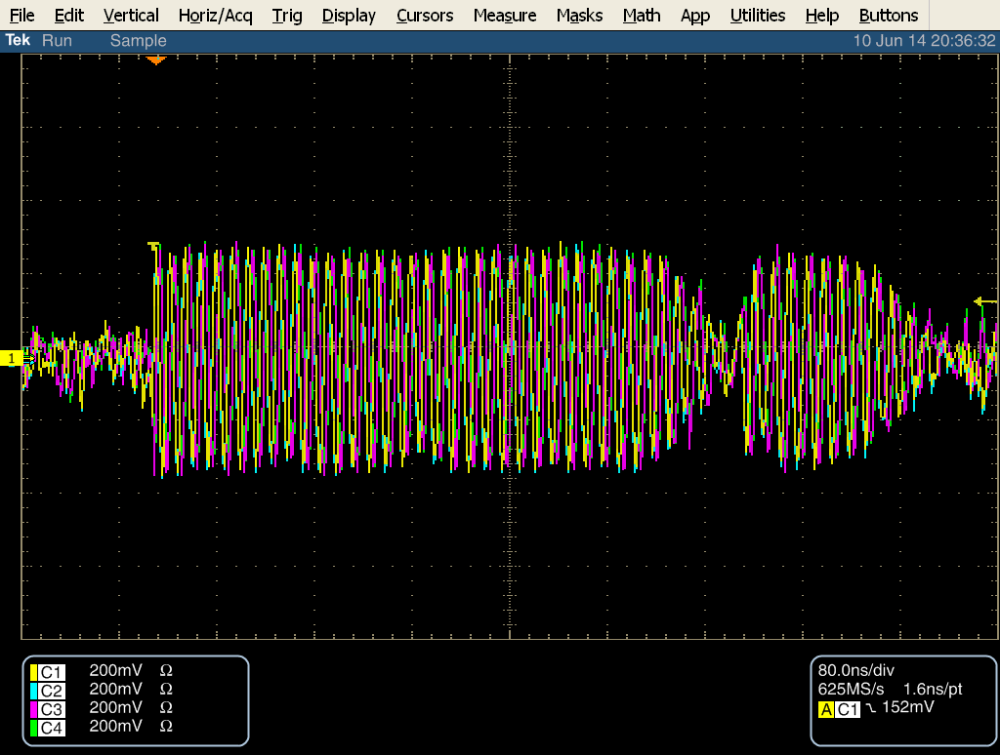 File Edit Vertical Horiz/Acq Trig Display Cursors Measure Masks Math App Utilities Help Buttons
Tek Run Sample 10 Jun 14 20:36:32
T
1
C1 200mV Ω
C2 200mV Ω
C3 200mV Ω
C4 200mV Ω
80.0ns/div
625MS/s 1.6ns/pt
A C1 152mV